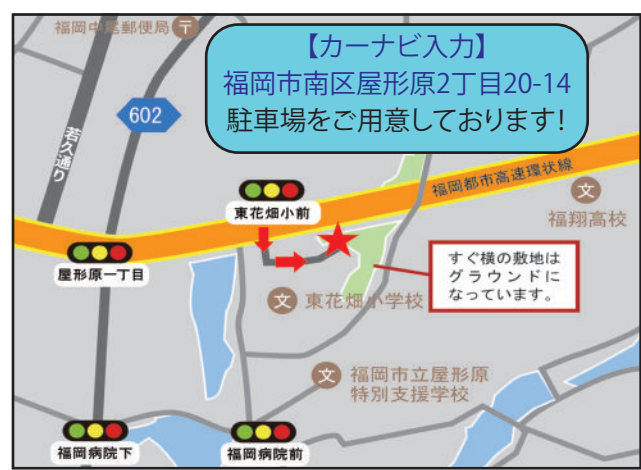 福岡中尾郵便局
【カーナビ入力】
福岡市南区屋形原2丁目20-14
駐車場をご用意しております!
602
若久通り
福岡都市高速環状線
東花畑小前
文
福翔高校
屋形原一丁目
すぐ横の敷地は
グラウンドに
なっています。
文 東花畑小学校
文 福岡市立屋形原
特別支援学校
福岡病院下
福岡病院前